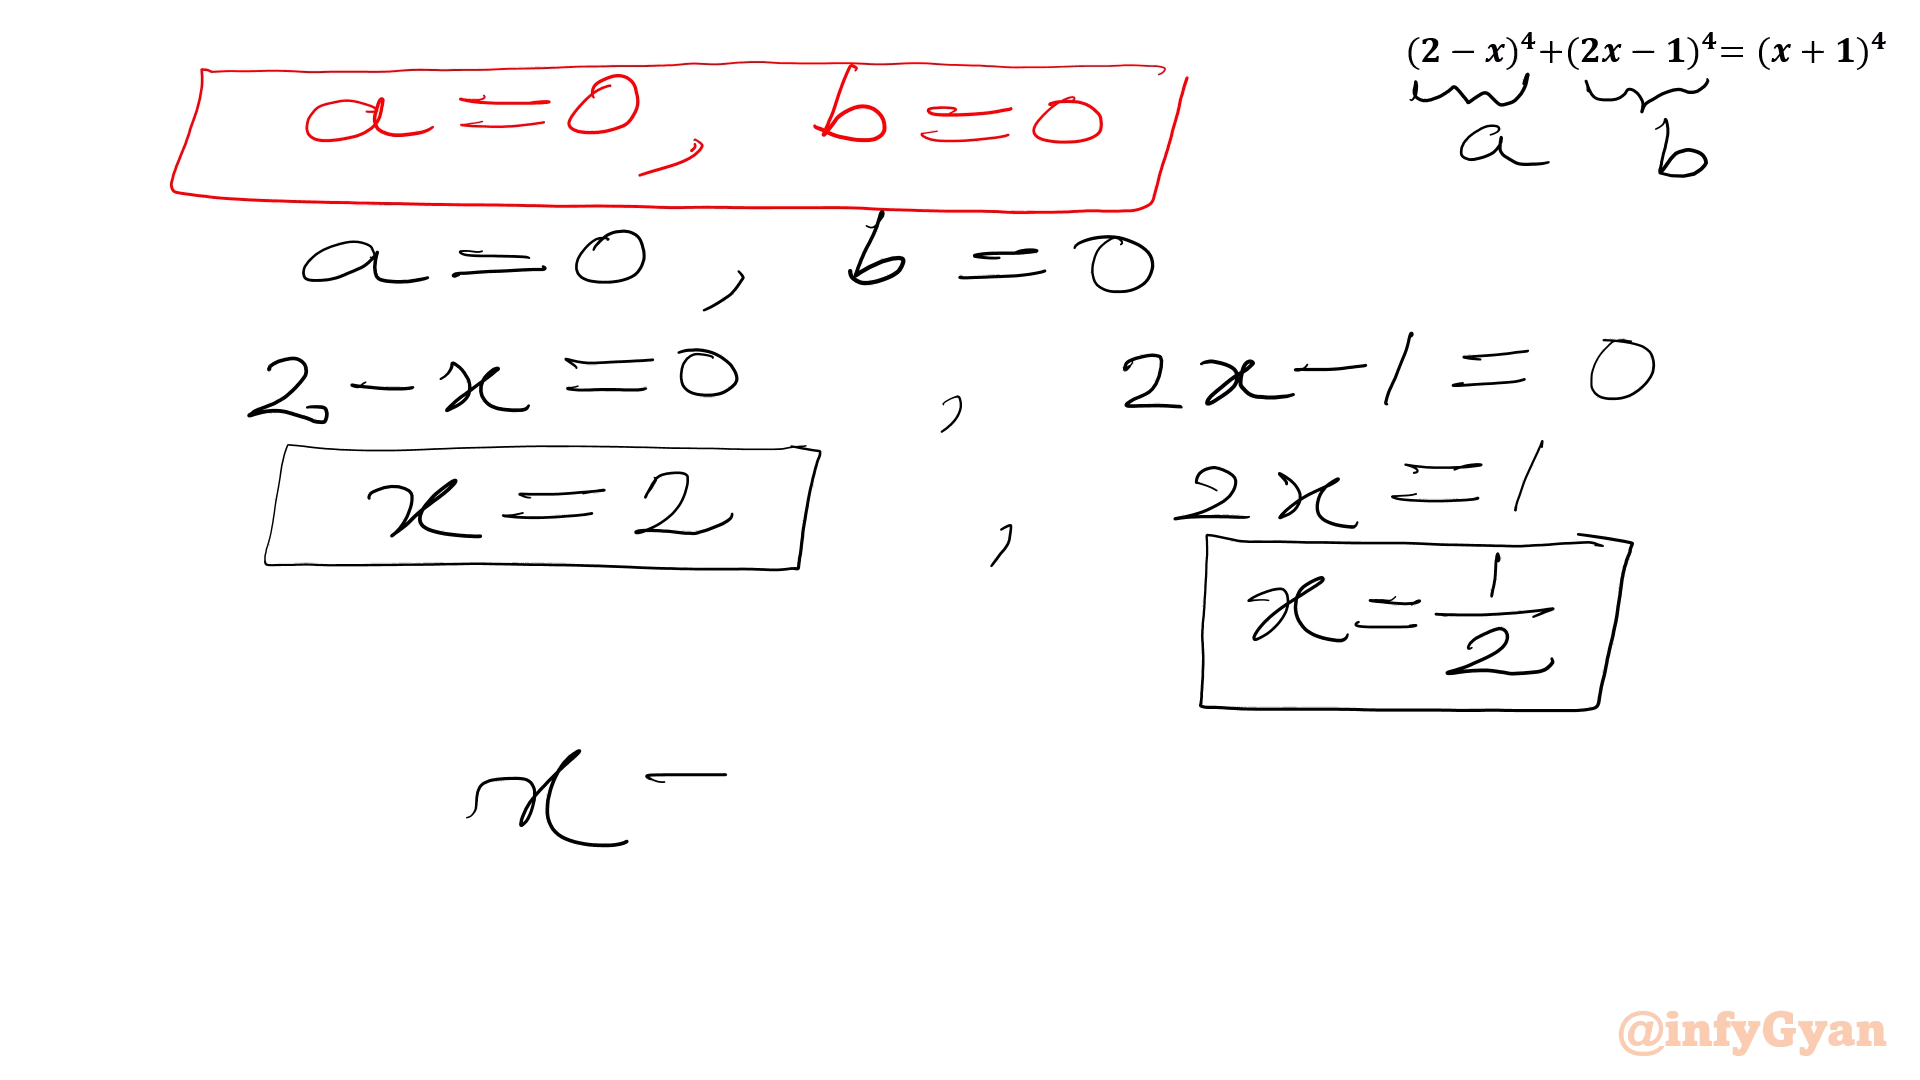 (2 − x)⁴+(2x − 1)⁴= (x + 1)⁴
a b
a = 0 , b = 0
a = 0 , b = 0
2 − x = 0 , 2x − 1 = 0
x = 2 , 2x = 1
x = 1/2
x −
@infyGyan